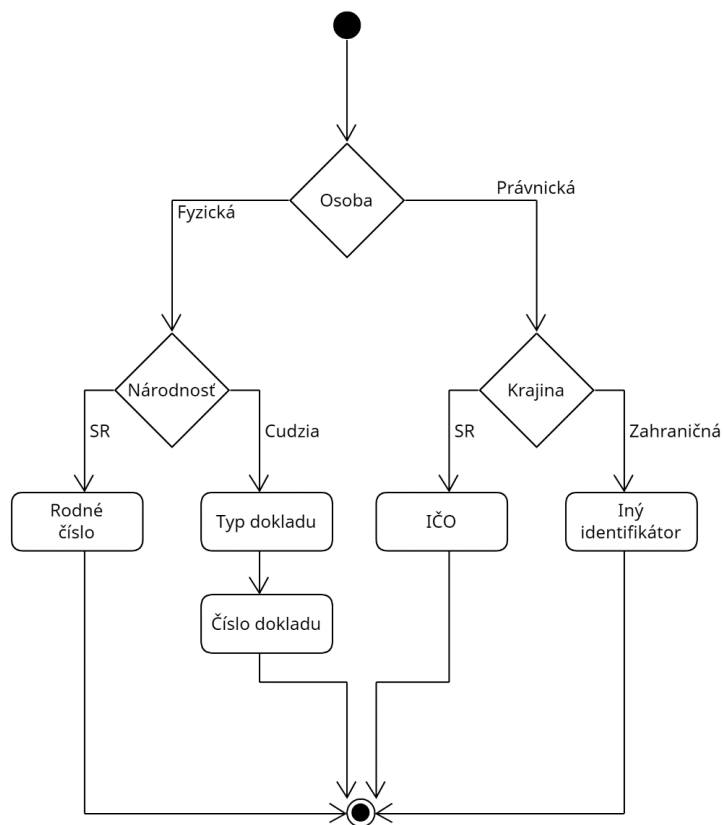 Osoba
Fyzická
Právnická
Národnosť
Krajina
SR
Cudzia
SR
Zahraničná
Rodné
číslo
Typ dokladu
IČO
Iný
identifikátor
Číslo dokladu